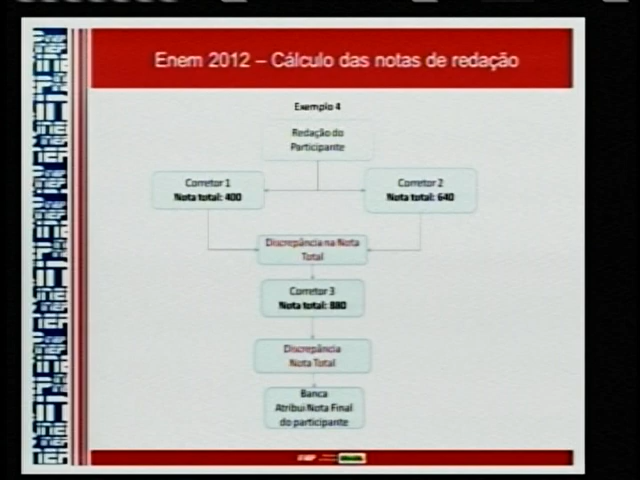 Enem 2012 – Cálculo das notas de redação
Exemplo 4
Redação do
Participante
Corretor 1
Nota total: 400
Corretor 2
Nota total: 640
Discrepância na Nota
Total
Corretor 3
Nota total: 880
Discrepância
Nota Total
Banca
Atribui Nota Final
do participante